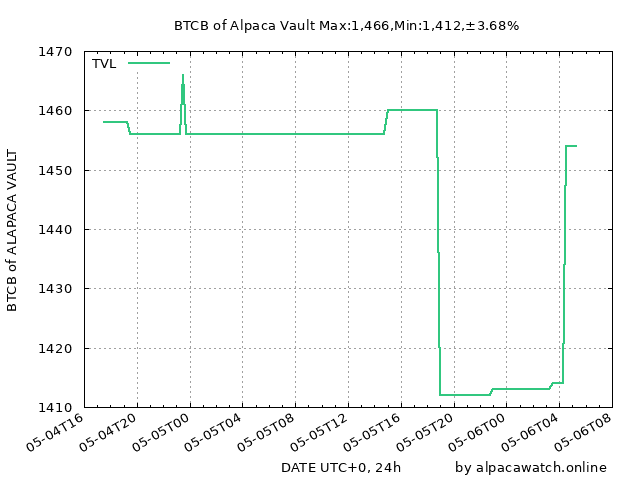 BTCB of Alpaca Vault Max:1,466,Min:1,412,±3.68%
TVL
BTCB of ALAPACA VAULT
1470
1460
1450
1440
1430
1420
1410
05-04T16
05-04T20
05-05T00
05-05T04
05-05T08
05-05T12
05-05T16
05-05T20
05-06T00
05-06T04
05-06T08
DATE UTC+0, 24h
by alpacawatch.online